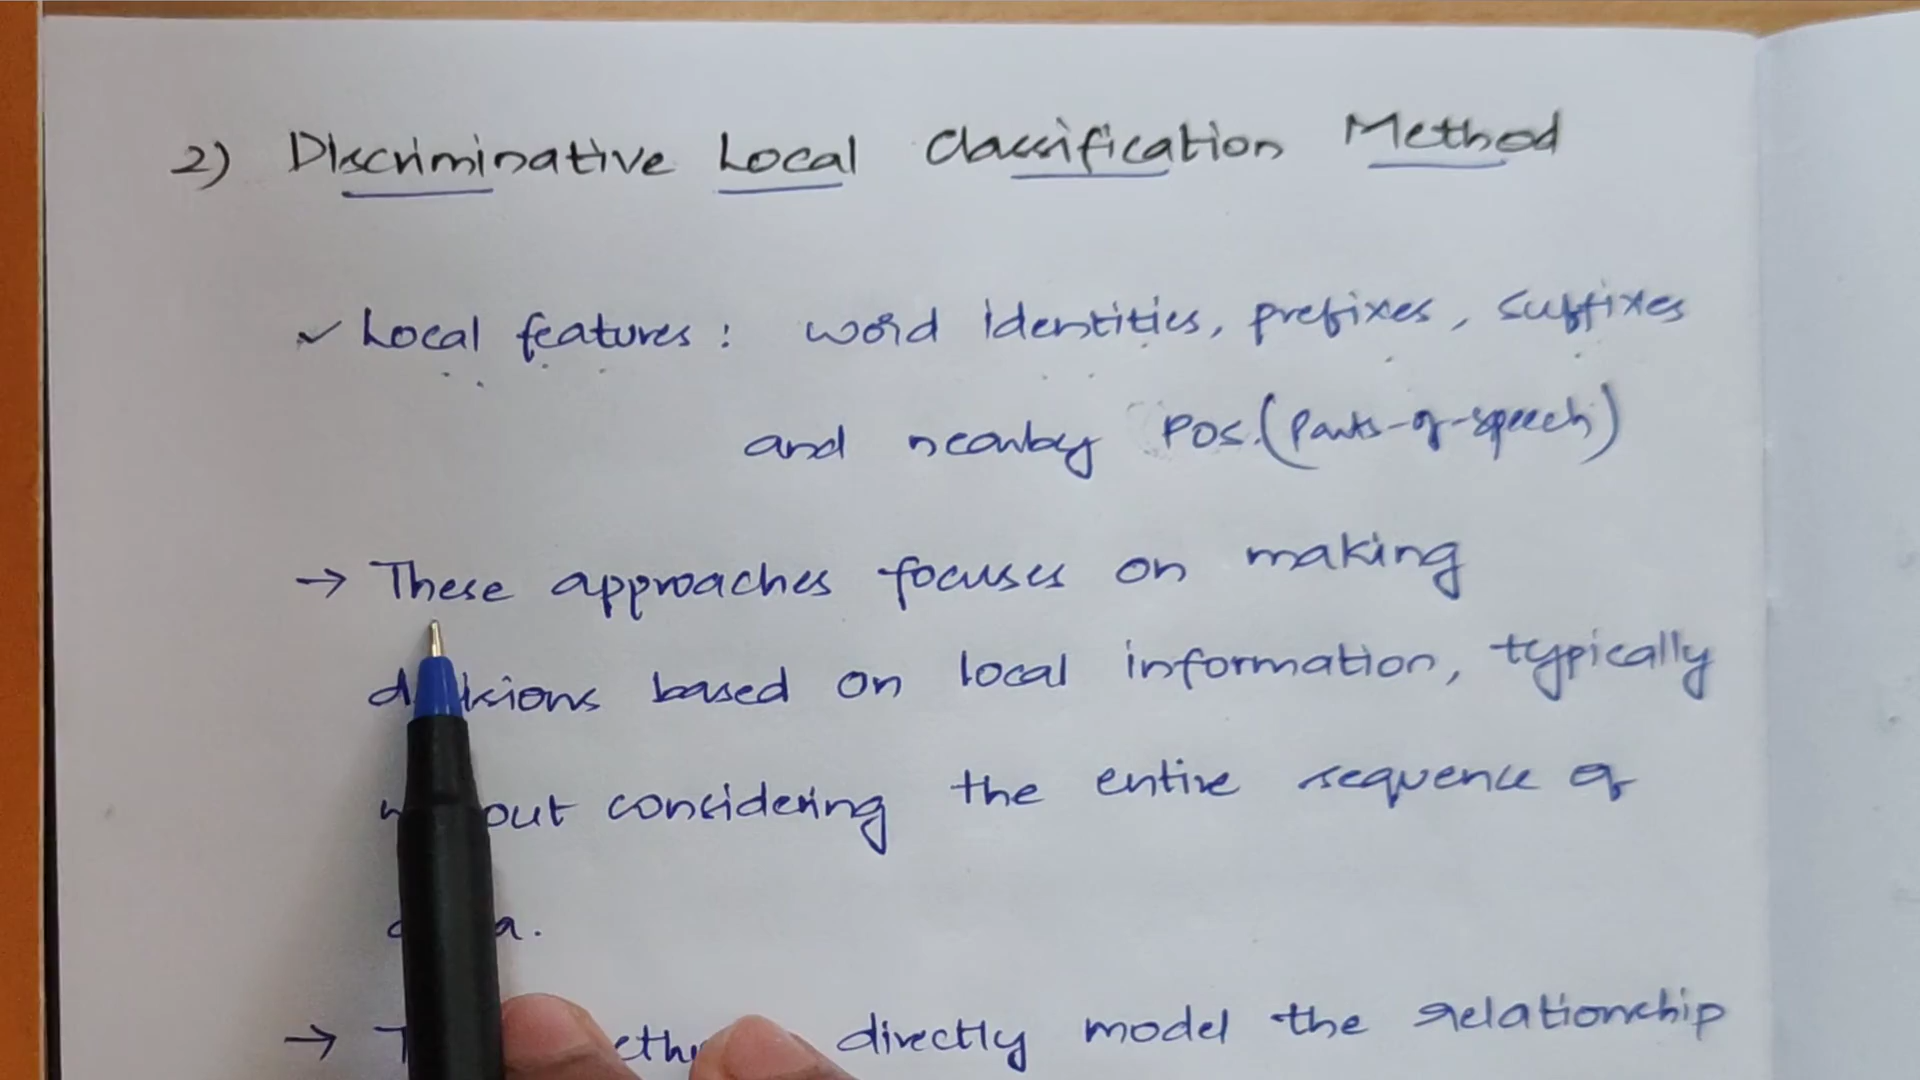 2) Discriminative Local Classification Method
✓ Local features: word identities, prefixes, suffixes
and nearby POS.(Parts-of-speech)
→ These approaches focuses on making
based on local information, typically
considering the entire sequence of
→ directly model the relationship